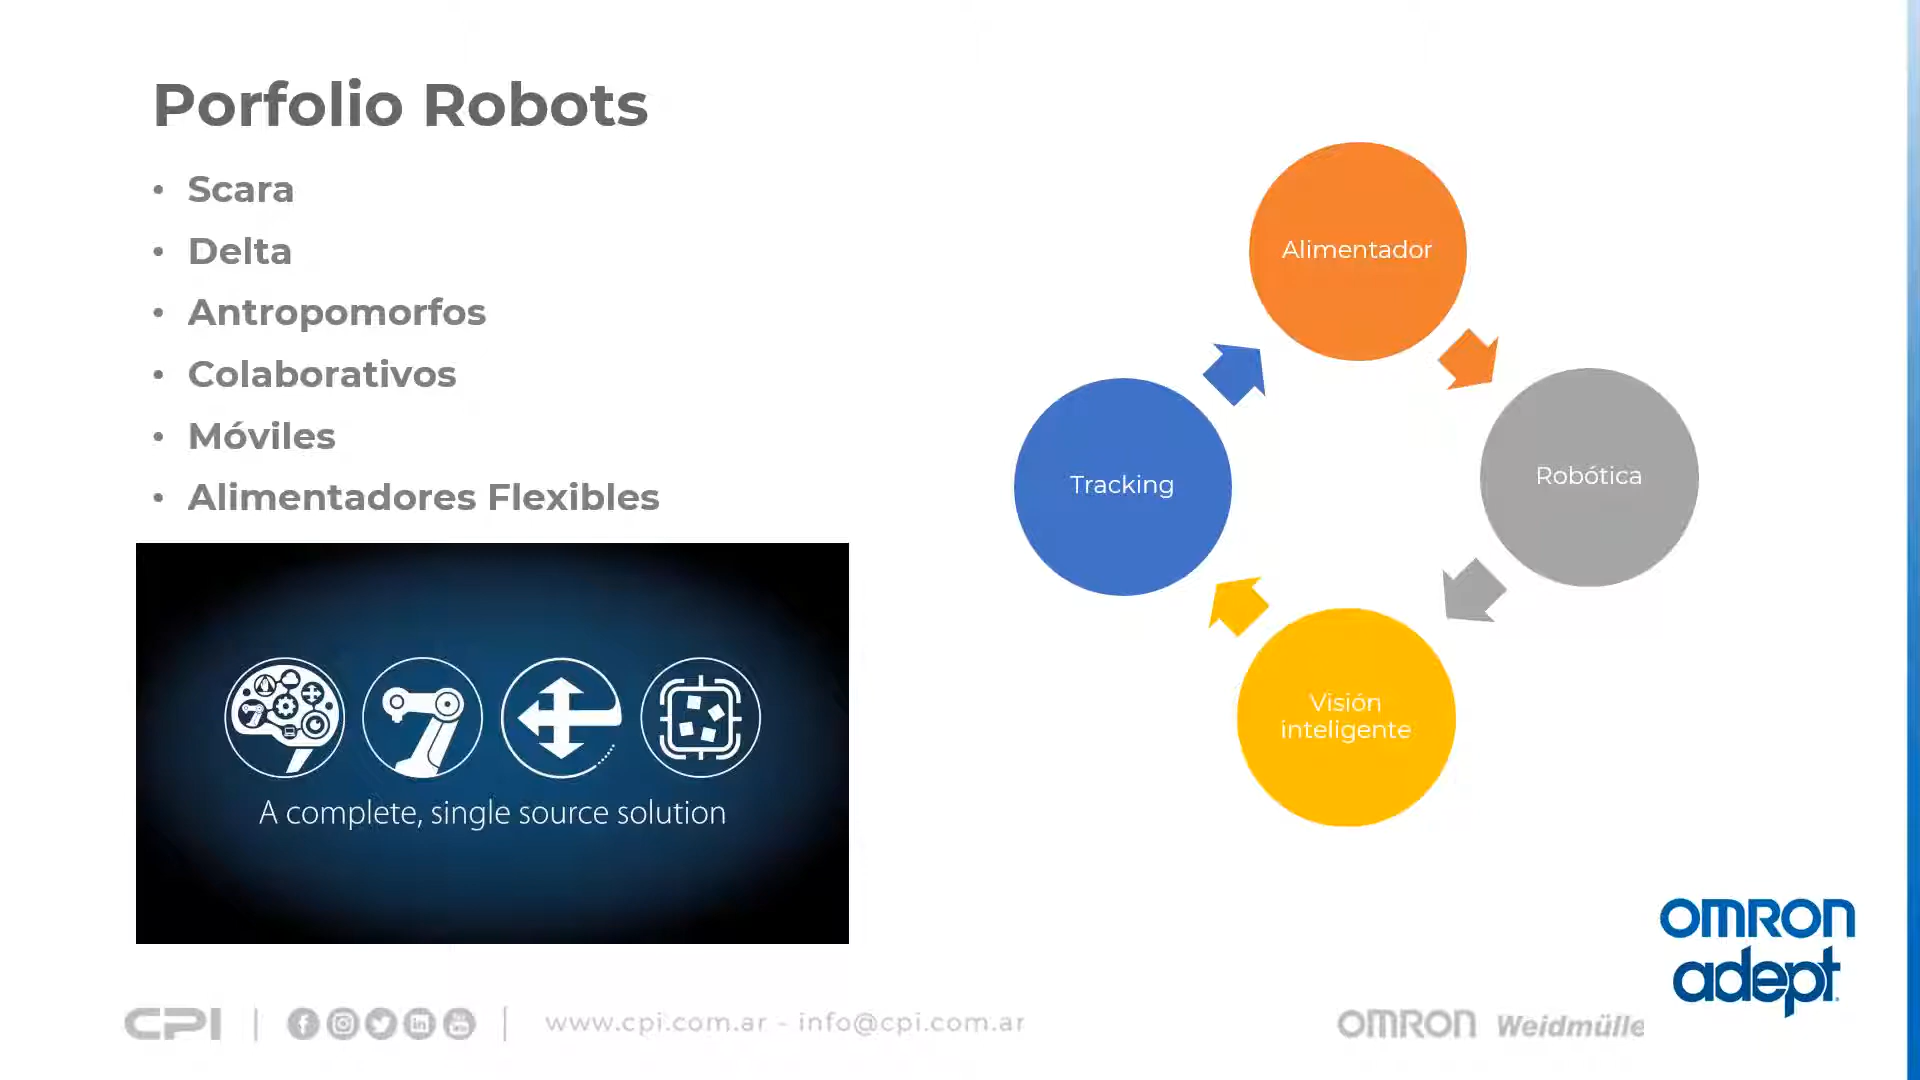 Porfolio Robots
• Scara
• Delta
• Antropomorfos
• Colaborativos
• Móviles
• Alimentadores Flexibles
A complete, single source solution
Alimentador
Robótica
Visión
inteligente
Tracking
OMRON
adept
CPI | | www.cpi.com.ar - info@cpi.com.ar
OMRON Weidmülle